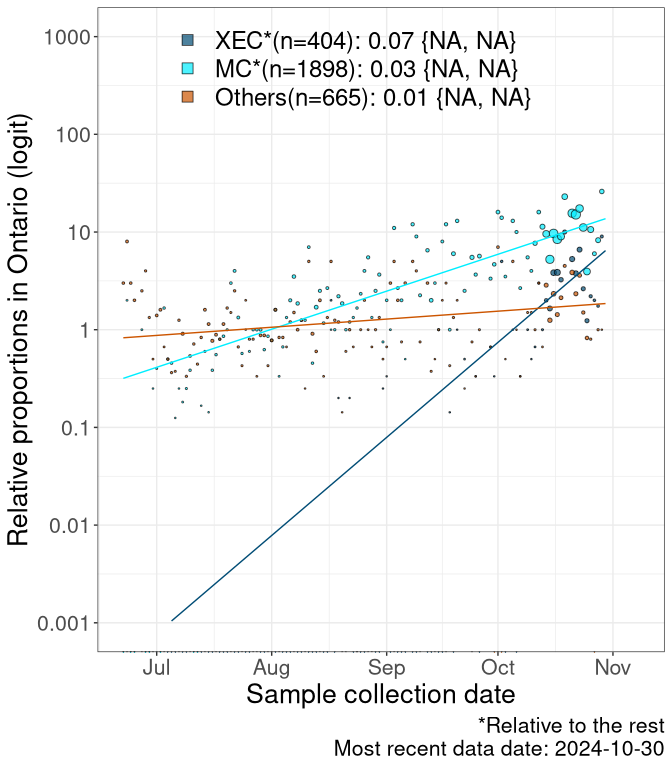 XEC*(n=404): 0.07 {NA, NA}
MC*(n=1898): 0.03 {NA, NA}
Others(n=665): 0.01 {NA, NA}
Relative proportions in Ontario (logit)
1000
100
10
1
0.1
0.01
0.001
Jul Aug Sep Oct Nov
Sample collection date
*Relative to the rest
Most recent data date: 2024-10-30